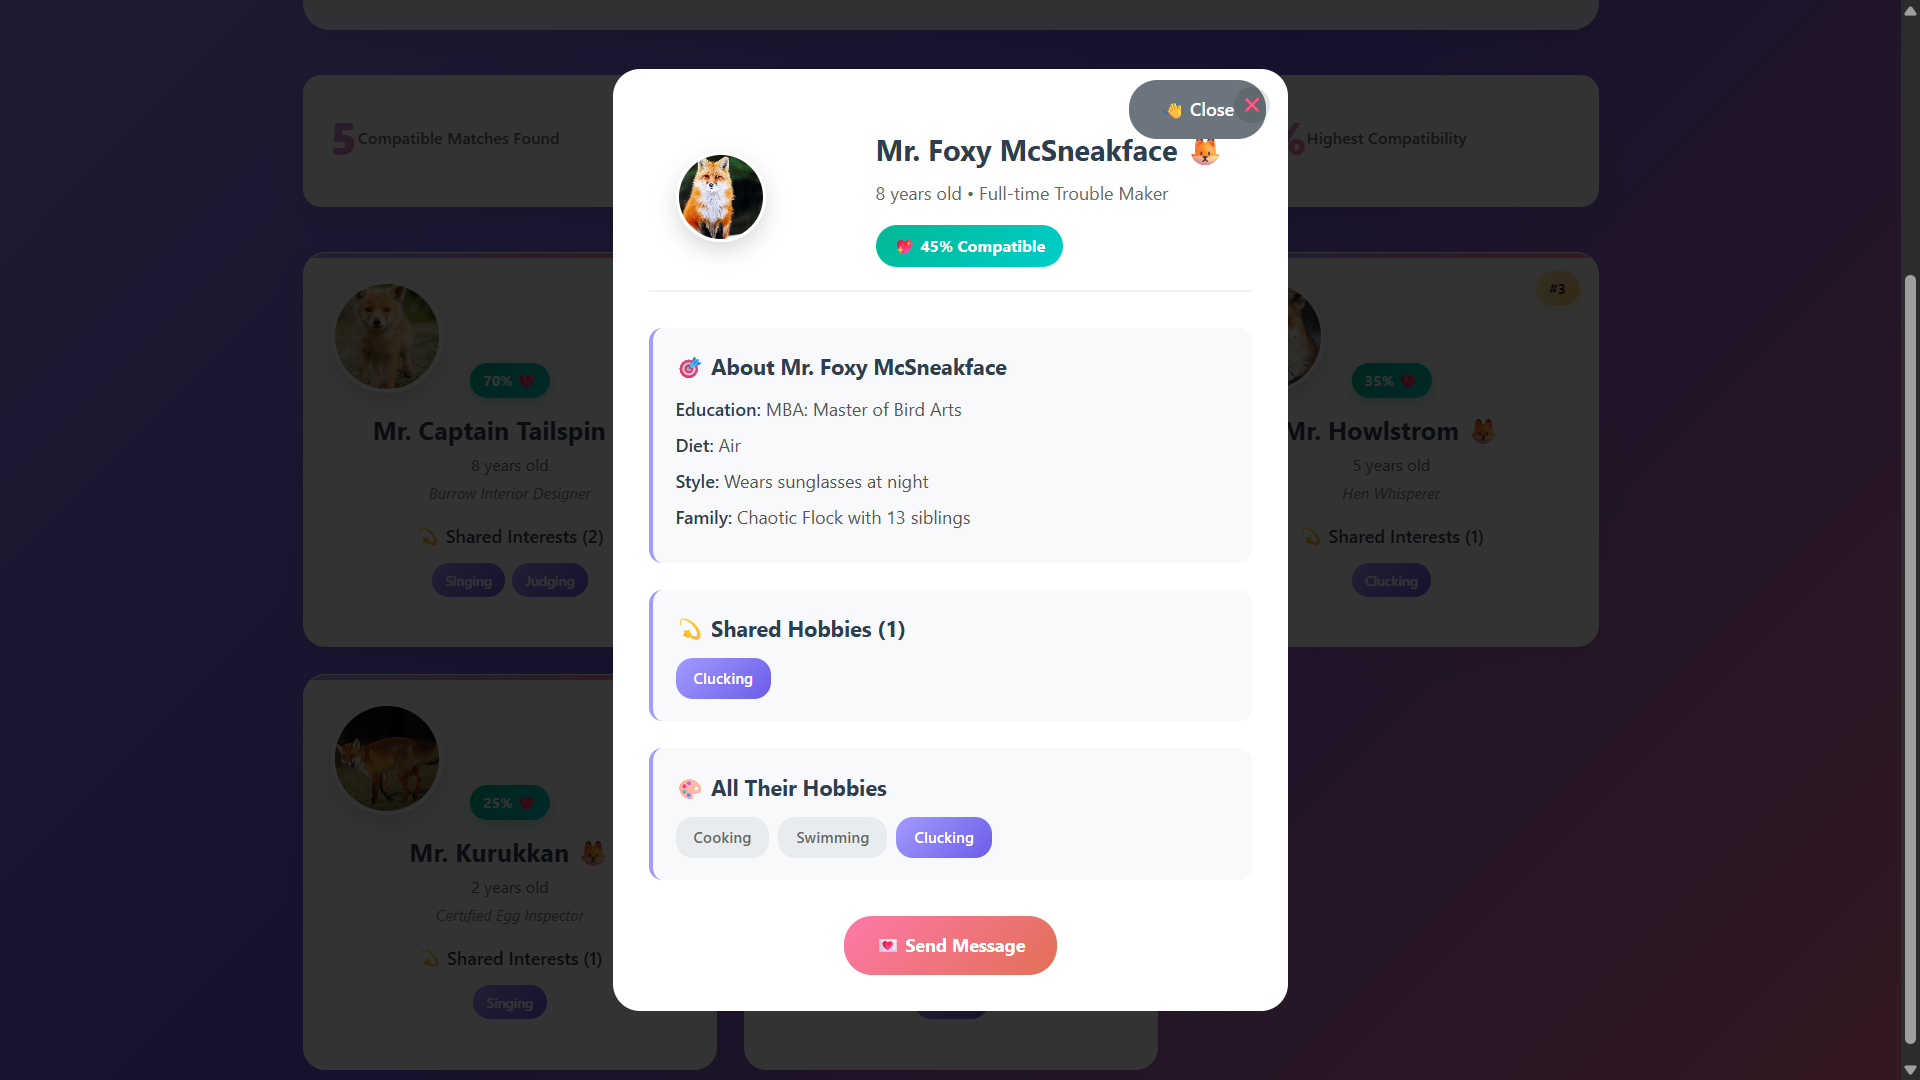 5 Compatible Matches Found
% Highest Compatibility
👋 Close ✕
Mr. Foxy McSneakface 🦊
8 years old • Full-time Trouble Maker
💖 45% Compatible
🎯 About Mr. Foxy McSneakface
Education: MBA: Master of Bird Arts
Diet: Air
Style: Wears sunglasses at night
Family: Chaotic Flock with 13 siblings
💫 Shared Hobbies (1)
Clucking
🎨 All Their Hobbies
Cooking Swimming Clucking
💌 Send Message
70% ❤️
Mr. Captain Tailspin
8 years old
Burrow Interior Designer
💫 Shared Interests (2)
Singing Judging
#3
35% ❤️
Mr. Howlstrom 🦊
5 years old
Hen Whisperer
💫 Shared Interests (1)
Clucking
25% ❤️
Mr. Kurukkan 🦊
2 years old
Certified Egg Inspector
💫 Shared Interests (1)
Singing